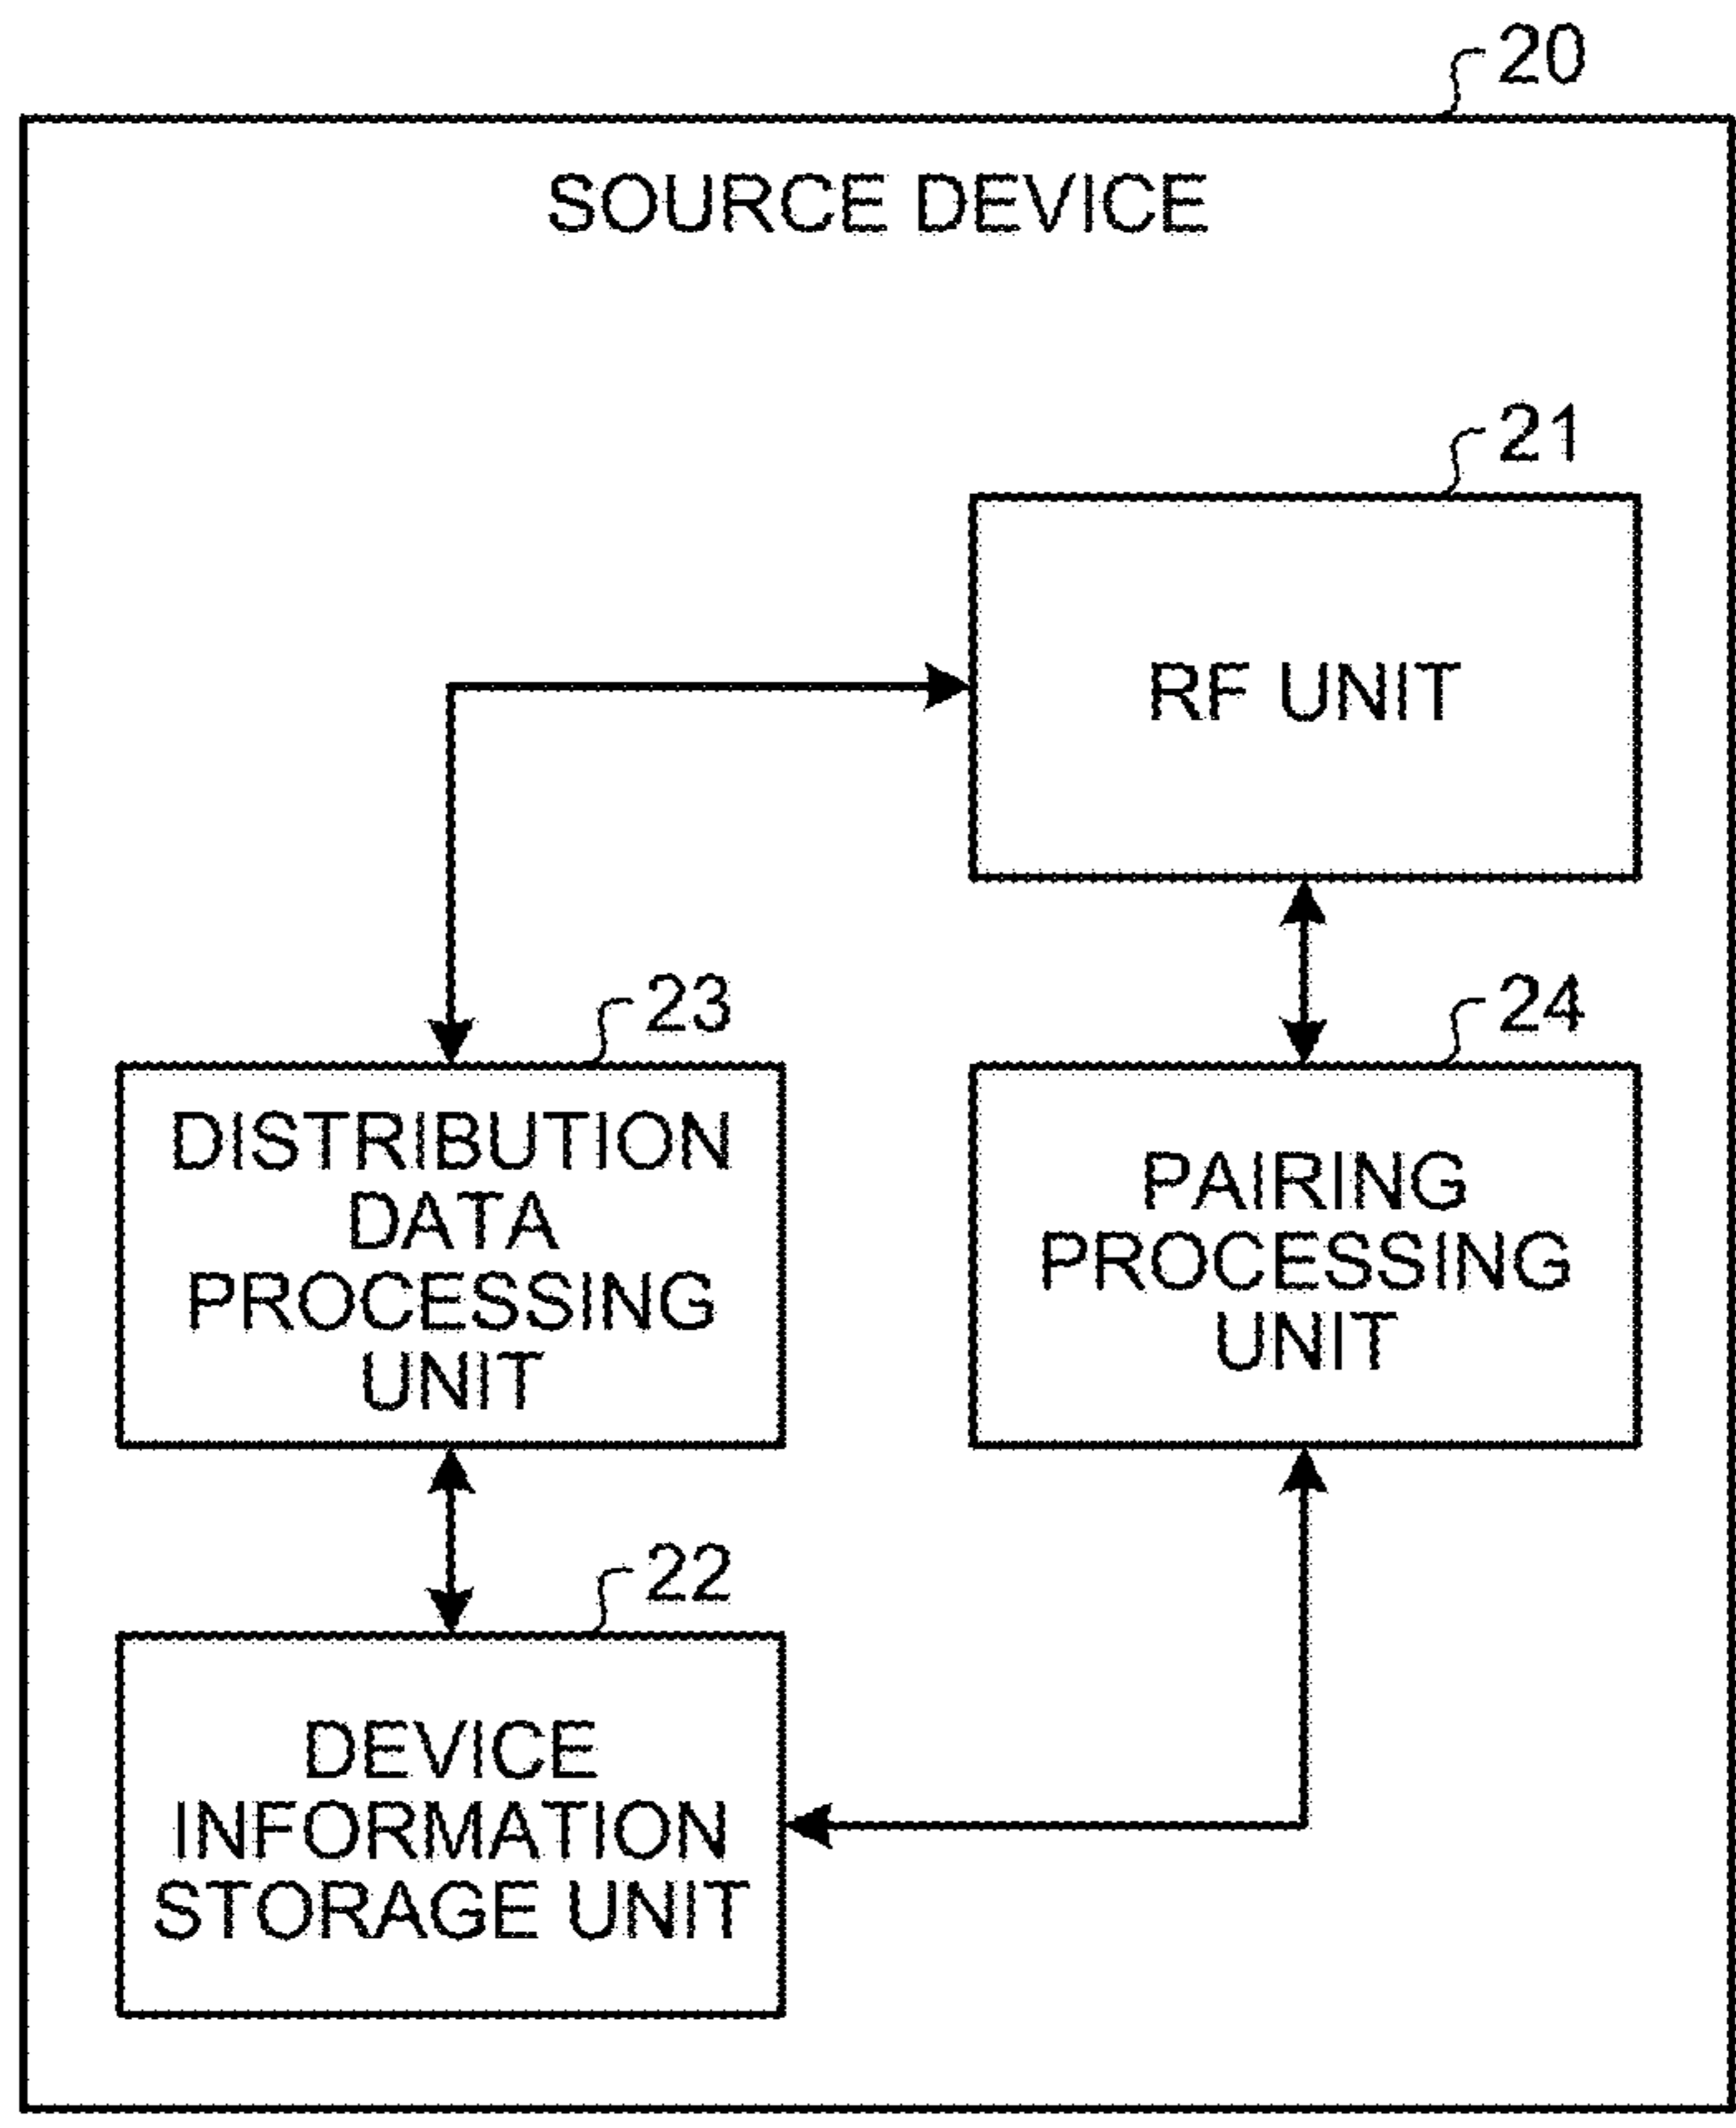 20
SOURCE DEVICE
21
RF UNIT
23
DISTRIBUTION
DATA
PROCESSING
UNIT
24
PAIRING
PROCESSING
UNIT
22
DEVICE
INFORMATION
STORAGE UNIT